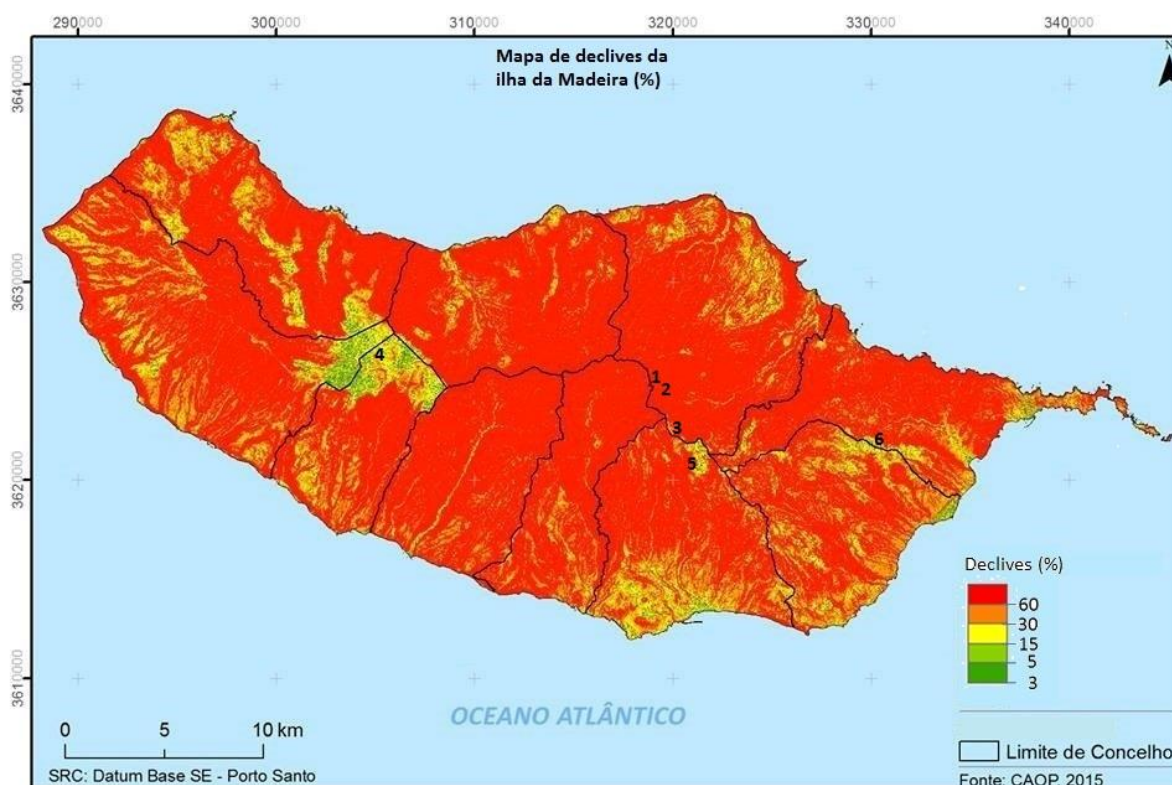 290000 300000 310000 320000 330000 340000
Mapa de declives da
ilha da Madeira (%)
N
3640000
3630000
3620000
3610000
1
2
3
4
5
6
Declives (%)
60
30
15
5
3
OCEANO ATLÂNTICO
0 5 10 km
SRC: Datum Base SE - Porto Santo
Limite de Concelho
Fonte: CAOP, 2015